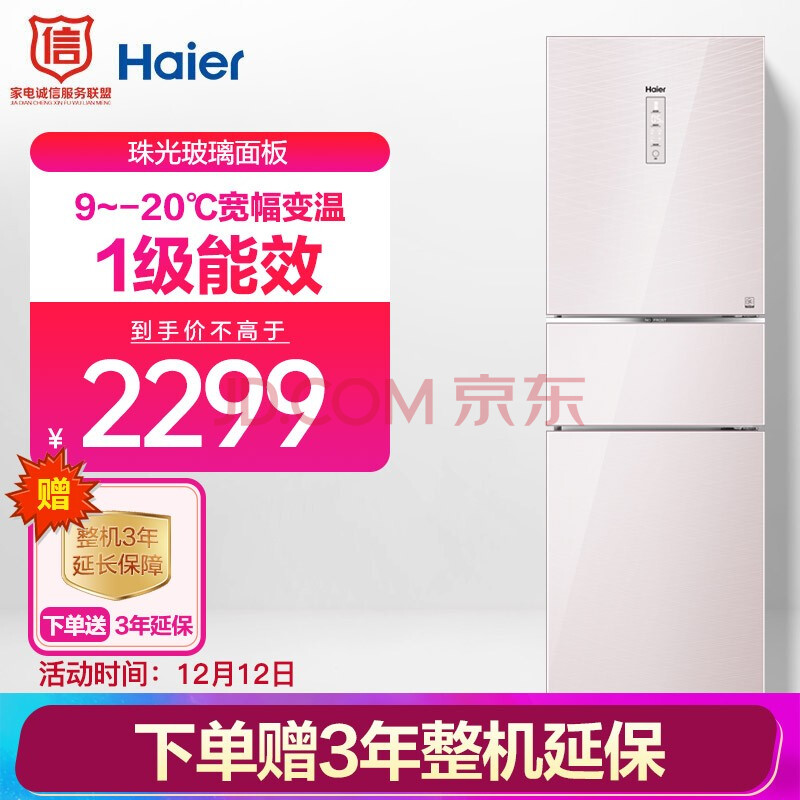 信
家电诚信服务联盟
JIA DIAN CHENG XIN FU WU LIAN MENG
Haier
Haier
珠光玻璃面板
9~-20℃宽幅变温
1级能效
到手价不高于
¥2299
JD.COM 京东
赠
整机3年
延长保障
下单送 3年延保
活动时间：12月12日
下单赠3年整机延保